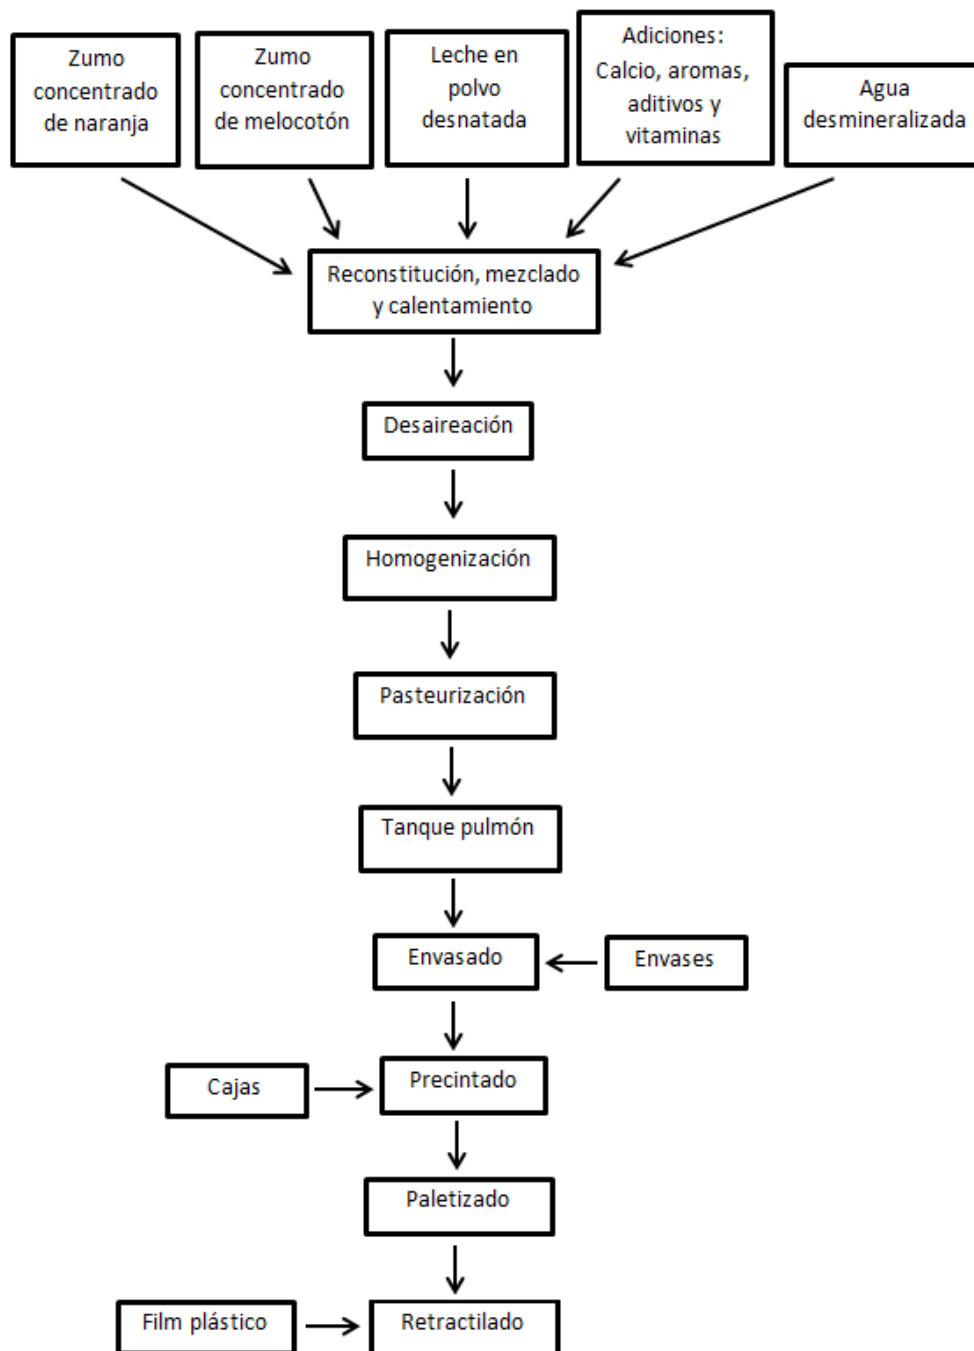 Zumo
concentrado
de naranja
Zumo
concentrado
de melocotón
Leche en
polvo
desnatada
Adiciones:
Calcio, aromas,
aditivos y
vitaminas
Agua
desmineralizada
Reconstitución, mezclado
y calentamiento
Desaireación
Homogenización
Pasteurización
Tanque pulmón
Envasado
Envases
Cajas
Precintado
Paletizado
Film plástico
Retractilado